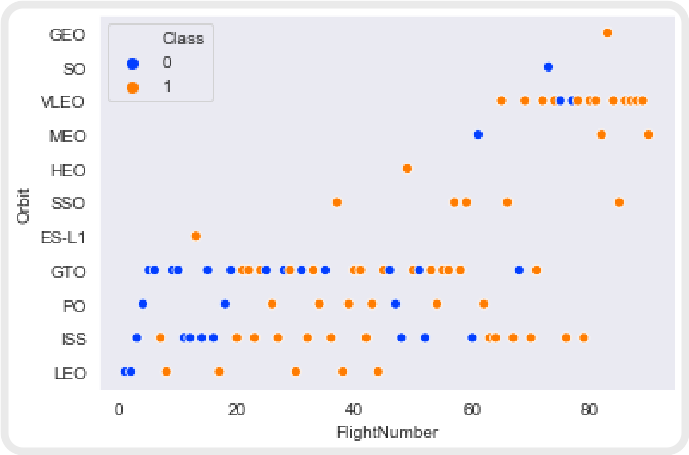 GEO
SO
VLEO
MEO
HEO
SSO
ES-L1
GTO
PO
ISS
LEO
Orbit
Class
0
1
0 20 40 60 80
FlightNumber